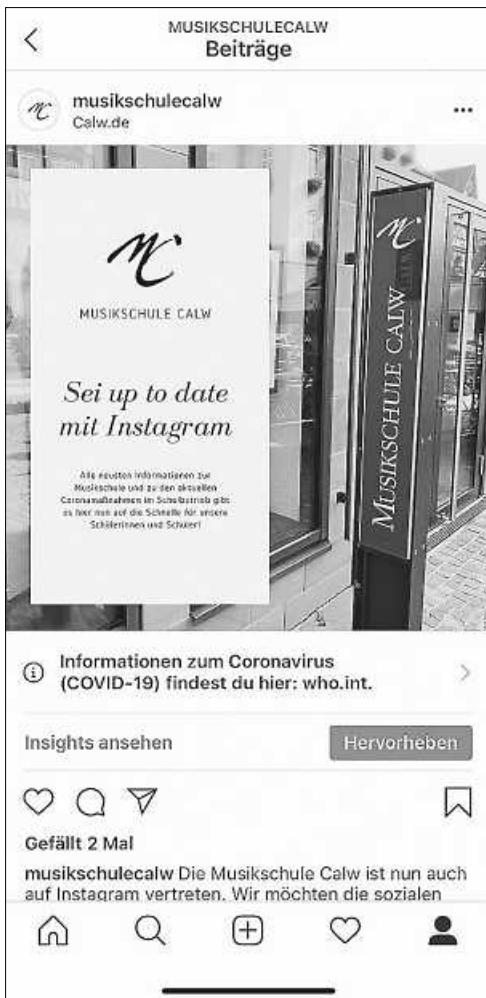 MUSIKSCHULECALW
Beiträge
musikschulecalw
Calw.de
MC
MUSIKSCHULE CALW
Sei up to date
mit Instagram
Alle neusten Informationen zur
Musikschule und zu den aktuellen
Coronamaßnahmen im Schulbetrieb gibt
es hier nun auf die Schnelle für unsere
Schülerinnen und Schüler!
MC
MUSIKSCHULE CALW
Informationen zum Coronavirus
(COVID-19) findest du hier: who.int.
Insights ansehen
Hervorheben
Gefällt 2 Mal
musikschulecalw Die Musikschule Calw ist nun auch
auf Instagram vertreten. Wir möchten die sozialen